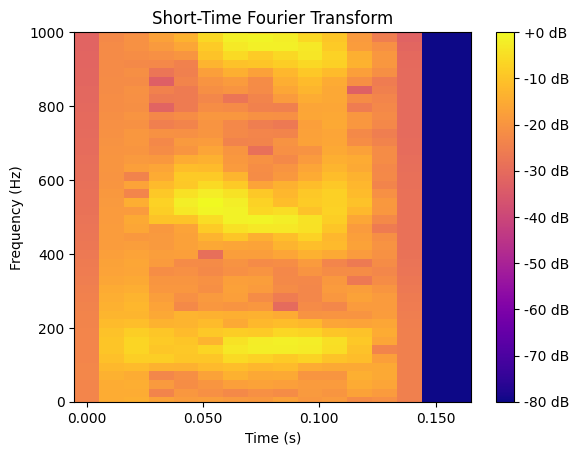 Short-Time Fourier Transform
1000
800
600
400
200
0
Frequency (Hz)
0.000
0.050
0.100
0.150
Time (s)
+0 dB
-10 dB
-20 dB
-30 dB
-40 dB
-50 dB
-60 dB
-70 dB
-80 dB